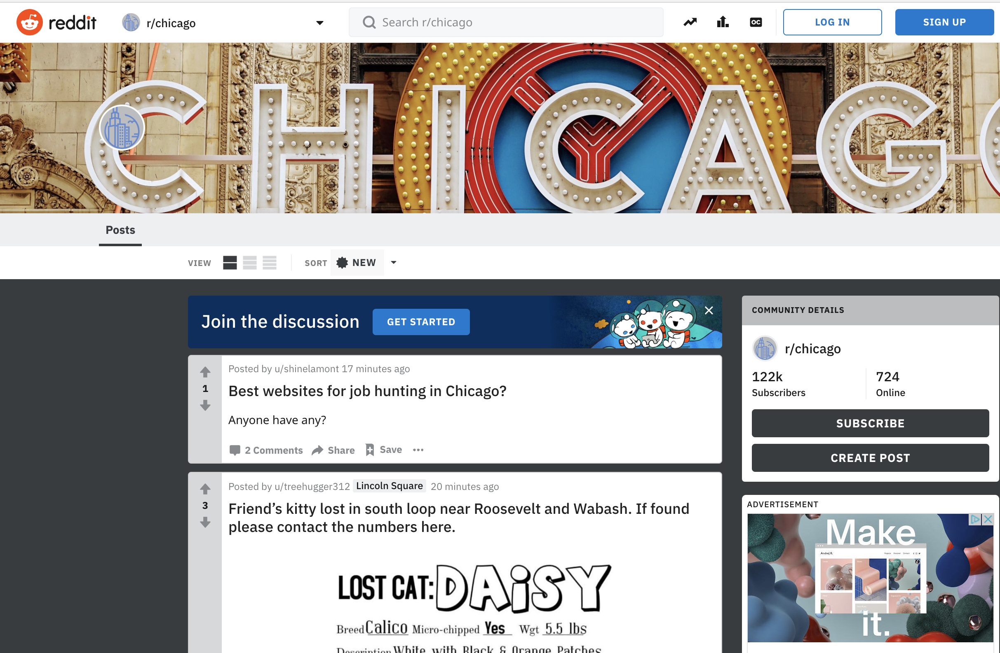 reddit
r/chicago
Search r/chicago
OC
LOG IN
SIGN UP
CHICAG
Posts
VIEW
SORT
NEW
Join the discussion
GET STARTED
COMMUNITY DETAILS
r/chicago
122k
Subscribers
724
Online
SUBSCRIBE
CREATE POST
1
Posted by u/shinelamont 17 minutes ago
Best websites for job hunting in Chicago?
Anyone have any?
2 Comments Share Save
3
Posted by u/treehugger312 Lincoln Square 20 minutes ago
Friend’s kitty lost in south loop near Roosevelt and Wabash. If found
please contact the numbers here.
LOST CAT: DAiSY
Breed Calico Micro-chipped Yes Wgt 5.5 lbs
Description White with Black & Orange Patches
ADVERTISEMENT
Make
Andrej R.
Projects Personal Contact
it.